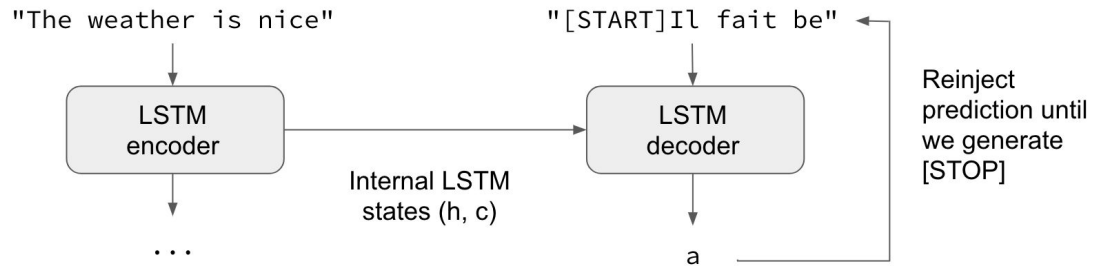 "The weather is nice"
"[START]Il fait be"
LSTM
encoder
LSTM
decoder
Internal LSTM
states (h, c)
Reinject
prediction until
we generate
[STOP]
...
a